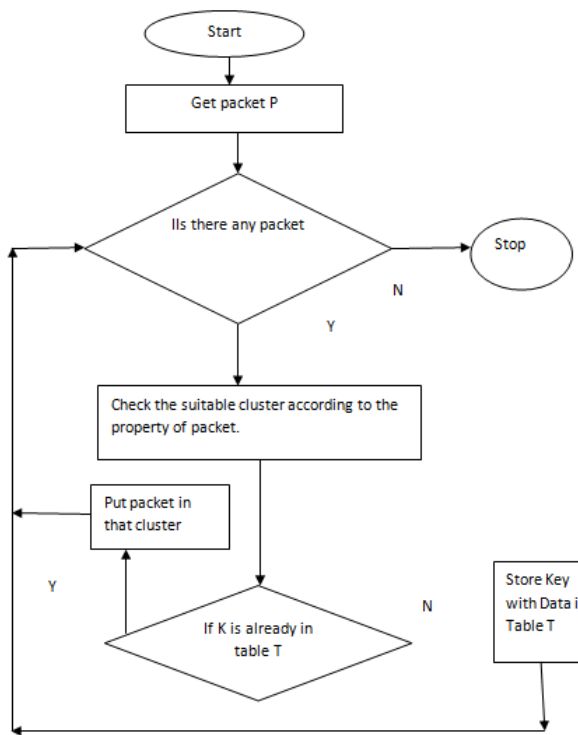 Start
Get packet P
IIs there any packet
Stop
N
Y
Check the suitable cluster according to the
property of packet.
Put packet in
that cluster
Y
N
Store Key
with Data i
Table T
If K is already in
table T